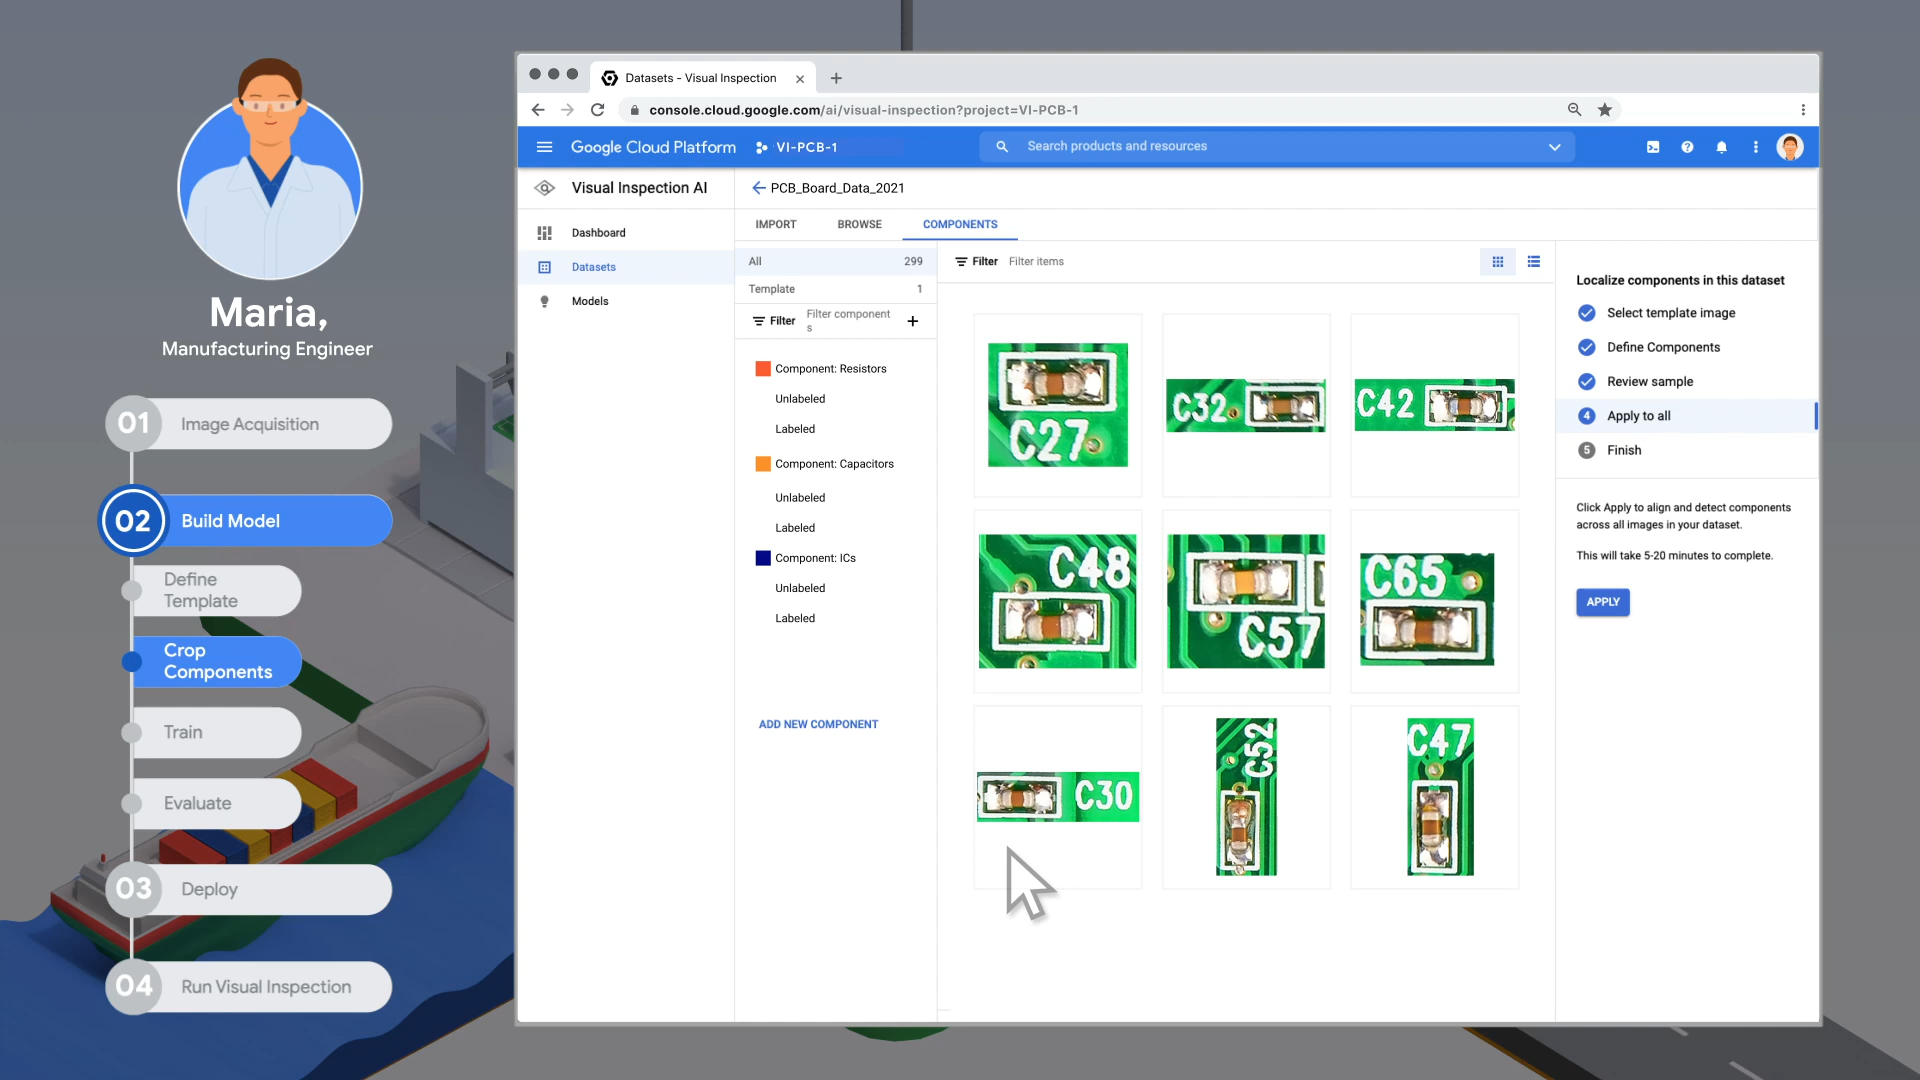 Maria,
Manufacturing Engineer
01
Image Acquisition
02
Build Model
Define
Template
Crop
Components
Train
Evaluate
03
Deploy
04
Run Visual Inspection
Datasets - Visual Inspection
console.cloud.google.com/ai/visual-inspection?project=VI-PCB-1
Google Cloud Platform
VI-PCB-1
Search products and resources
Visual Inspection AI
Dashboard
Datasets
Models
PCB_Board_Data_2021
IMPORT
BROWSE
COMPONENTS
All 299
Template 1
Filter
Filter component
s
Component: Resistors
Unlabeled
Labeled
Component: Capacitors
Unlabeled
Labeled
Component: ICs
Unlabeled
Labeled
ADD NEW COMPONENT
Filter
Filter items
C27
C32
C42
C48
C57
C65
C30
C52
C47
Localize components in this dataset
Select template image
Define Components
Review sample
4 Apply to all
5 Finish
Click Apply to align and detect components
across all images in your dataset.
This will take 5-20 minutes to complete.
APPLY